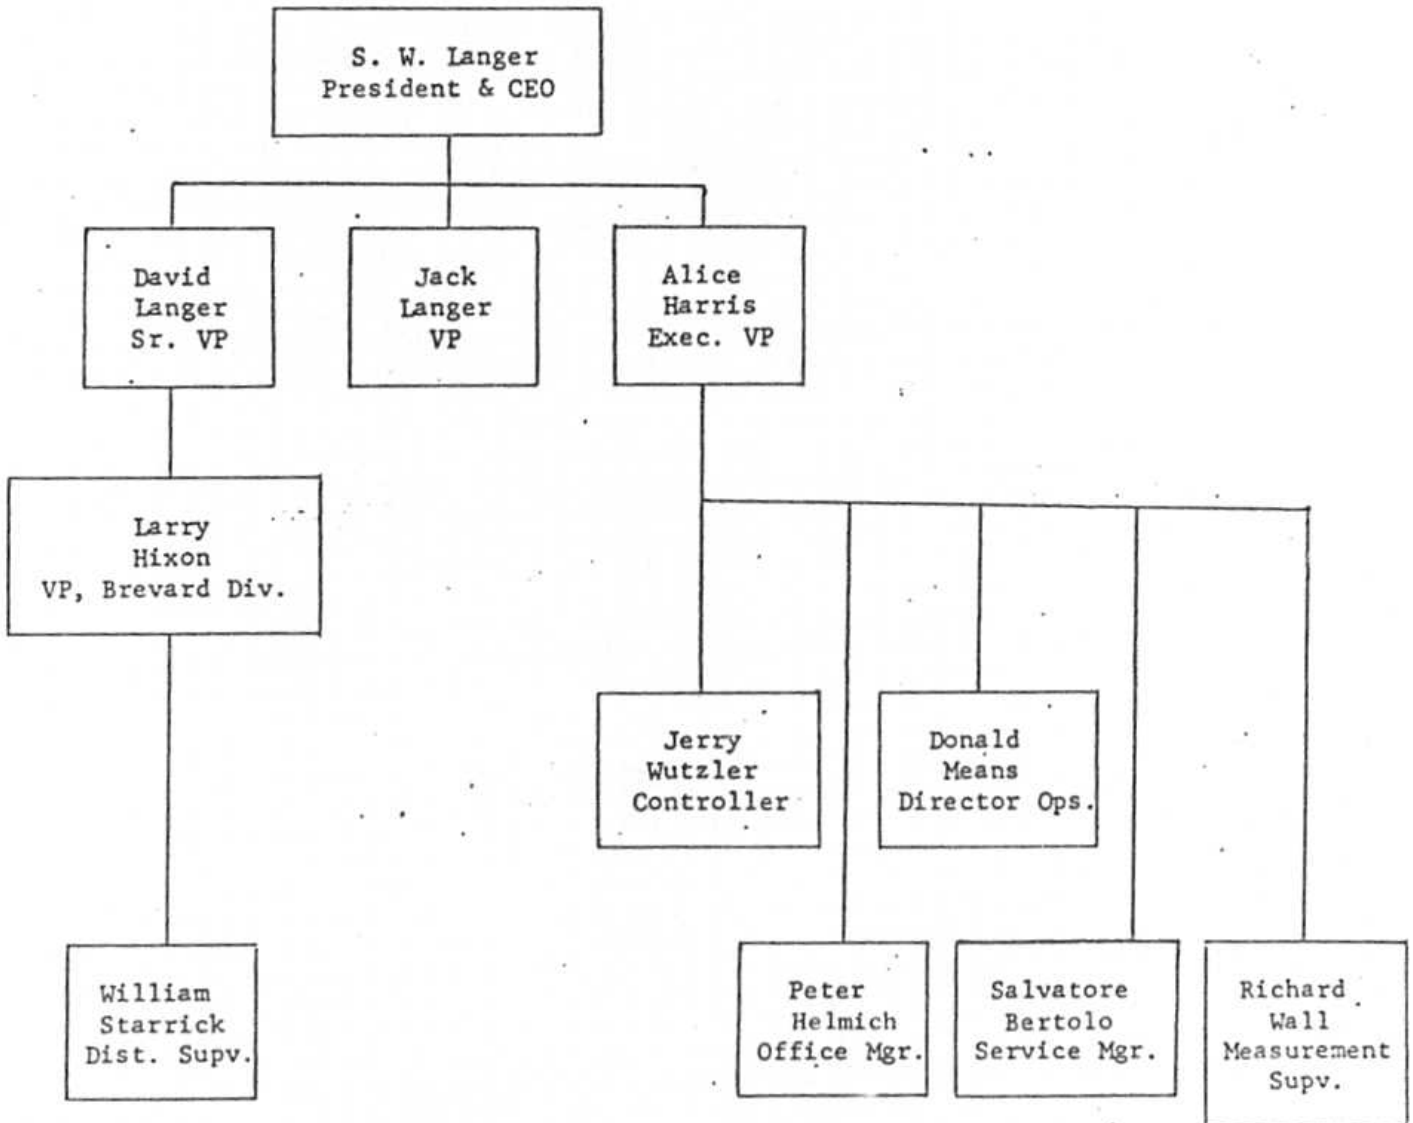 S. W. Langer
President & CEO
David
Langer
Sr. VP
Jack
Langer
VP
Alice
Harris
Exec. VP
Larry
Hixon
VP, Brevard Div.
Jerry
Wutzler
Controller
Donald
Means
Director Ops.
William
Starrick
Dist. Supv.
Peter
Helmich
Office Mgr.
Salvatore
Bertolo
Service Mgr.
Richard
Wall
Measurement
Supv.